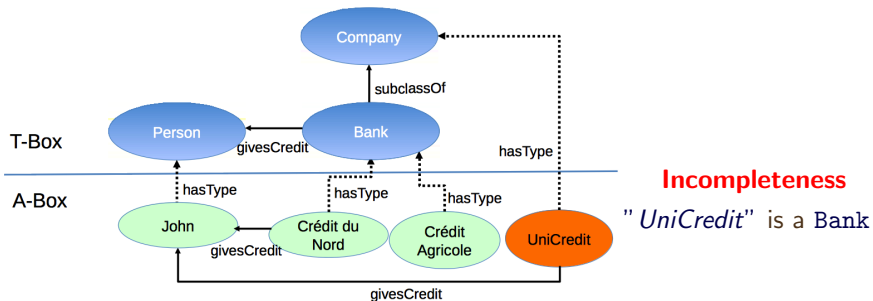 Company
subclassOf
Person
Bank
givesCredit
T-Box
hasType
A-Box
hasType
hasType
hasType
John
Crédit du
Nord
Crédit
Agricole
UniCredit
givesCredit
givesCredit
Incompleteness
"UniCredit" is a Bank